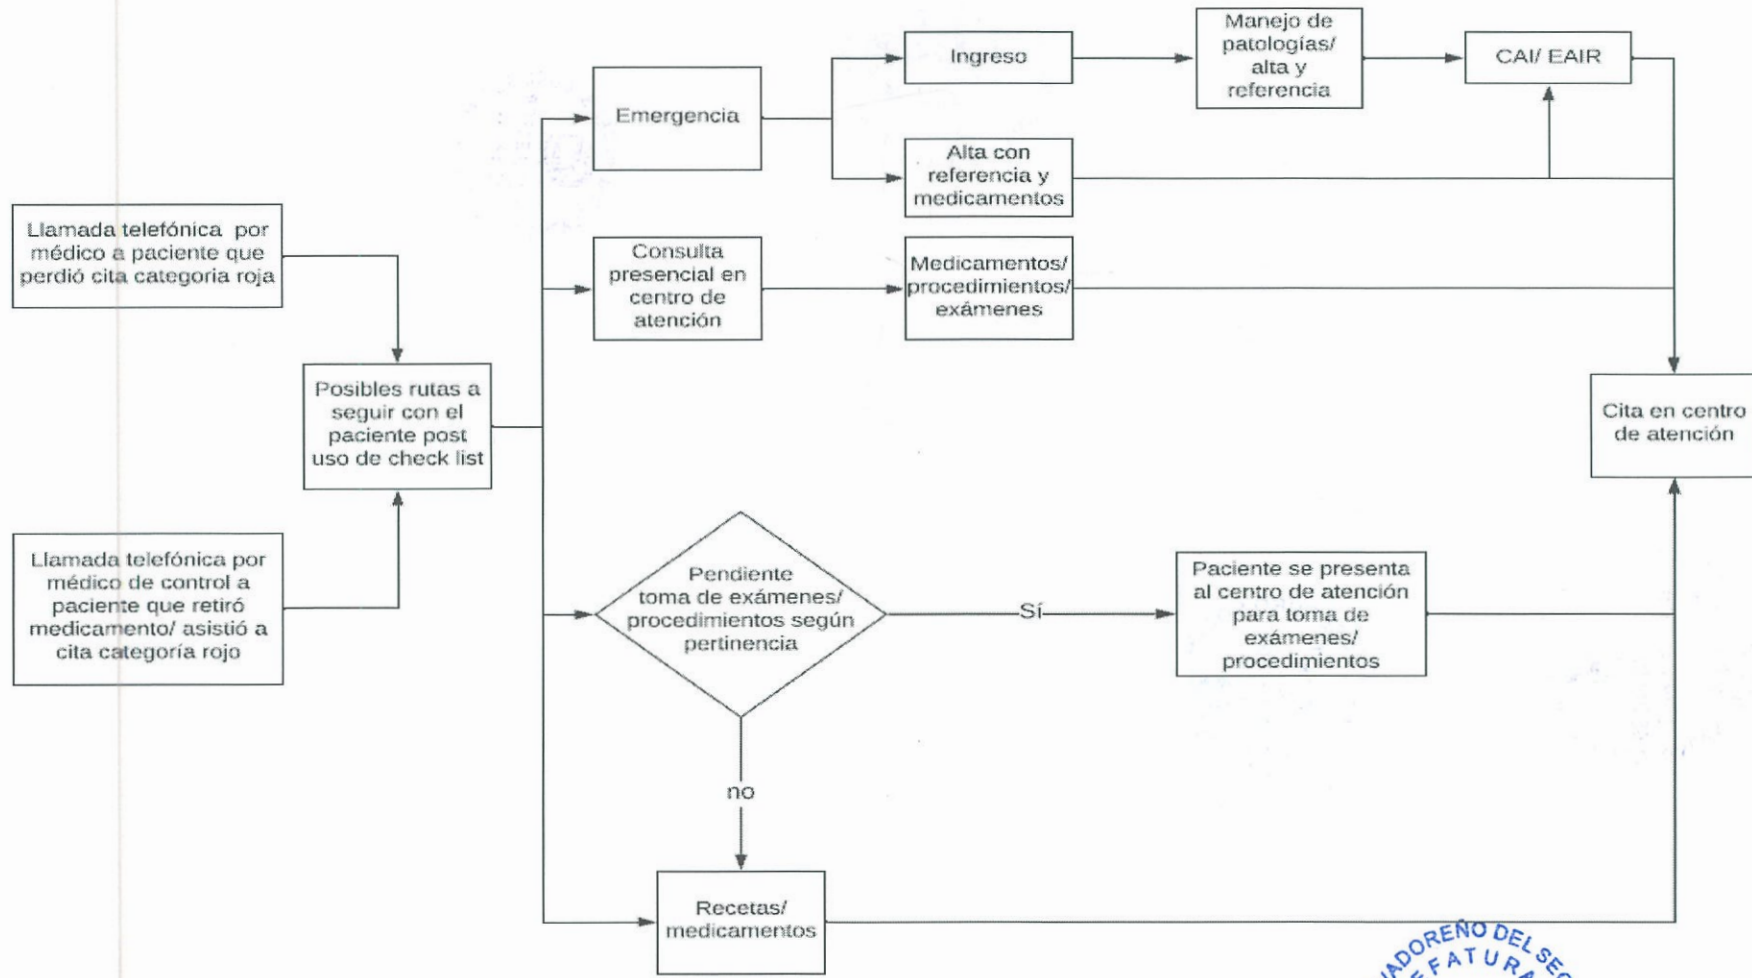 Llamada telefónica por
médico a paciente que
perdió cita categoria roja
Llamada telefónica por
médico de control a
paciente que retiró
medicamento/ asistió a
cita categoría rojo
Posibles rutas a
seguir con el
paciente post
uso de check list
Emergencia
Ingreso
Manejo de
patologías/
alta y
referencia
CAI/ EAIR
Alta con
referencia y
medicamentos
Consulta
presencial en
centro de
atención
Medicamentos/
procedimientos/
exámenes
Pendiente
toma de exámenes/
procedimientos según
pertinencia
Sí
Paciente se presenta
al centro de atención
para toma de
exámenes/
procedimientos
no
Recetas/
medicamentos
Cita en centro
de atención
ADOREÑO DEL SEG
EFATURA